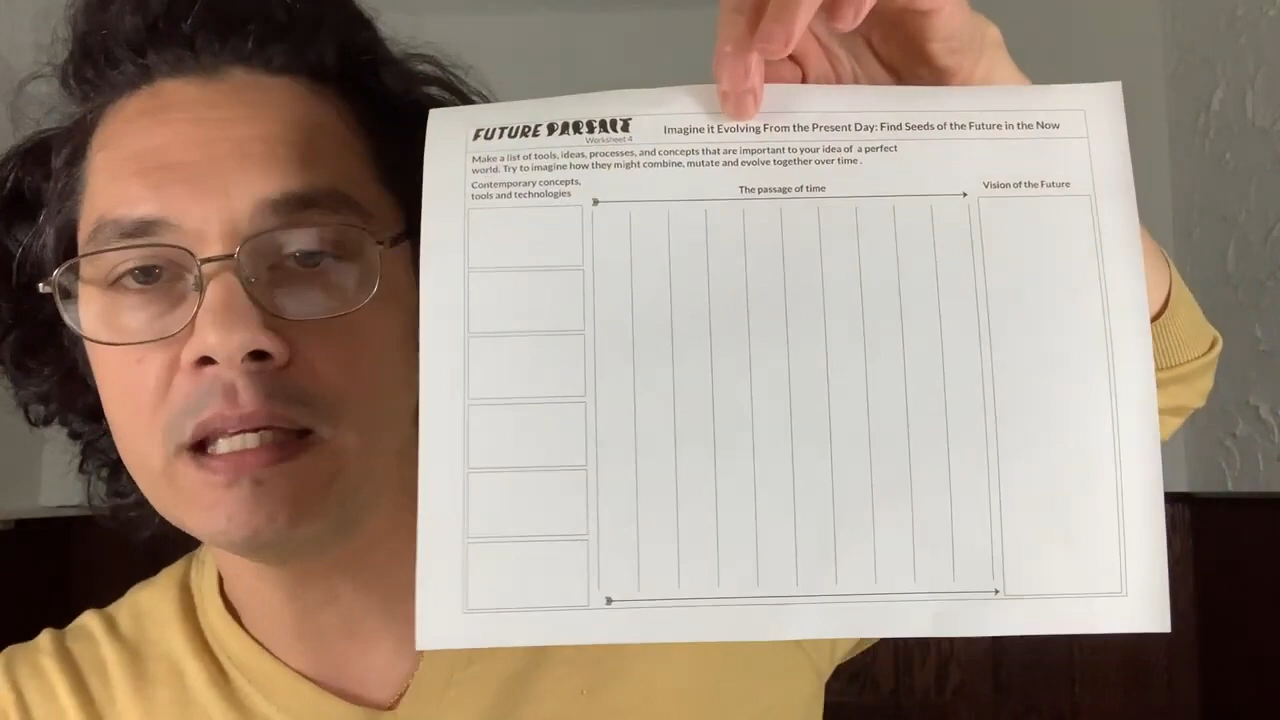 FUTURE PARFAIT
Worksheet 4
Imagine it Evolving From the Present Day: Find Seeds of the Future in the Now
Make a list of tools, ideas, processes, and concepts that are important to your idea of a perfect
world. Try to imagine how they might combine, mutate and evolve together over time .
Contemporary concepts,
tools and technologies
The passage of time
Vision of the Future